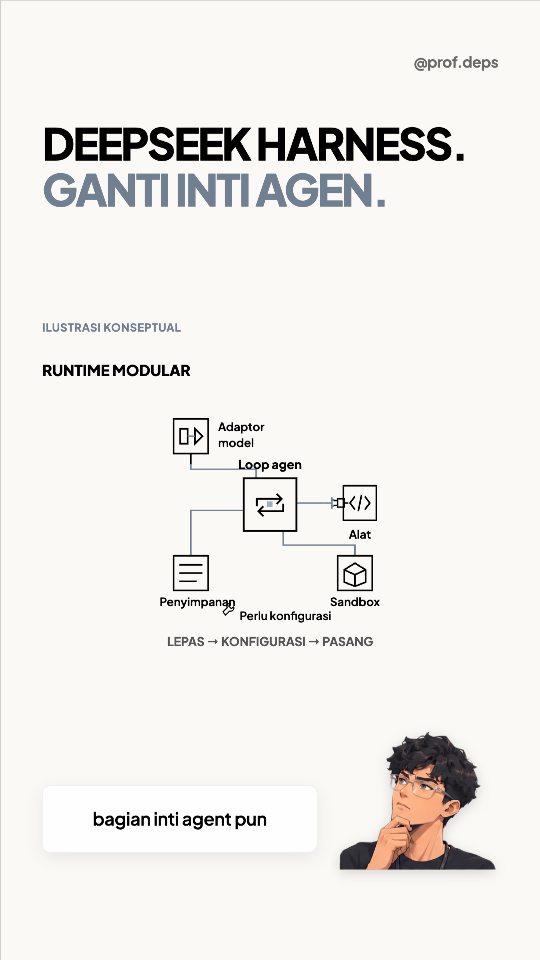 @prof.deps
DEEPSEEK HARNESS.
GANTI INTI AGEN.
ILUSTRASI KONSEPTUAL
RUNTIME MODULAR
Adaptor
model
Loop agen
Alat
Penyimpanan
Sandbox
Perlu konfigurasi
LEPAS → KONFIGURASI → PASANG
bagian inti agent pun